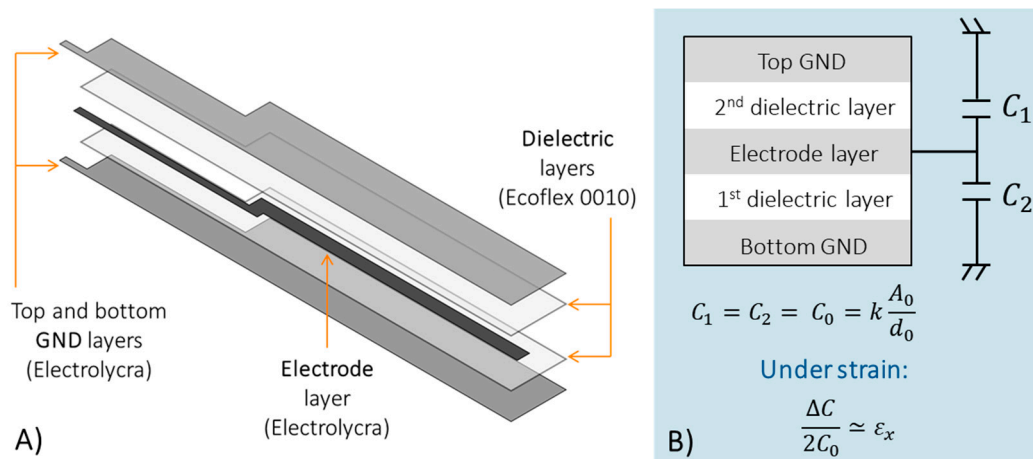 Top and bottom
GND layers
(Electrolycra)
Electrode
layer
(Electrolycra)
Dielectric
layers
(Ecoflex 0010)
A)
Top GND
2nd dielectric layer
Electrode layer
1st dielectric layer
Bottom GND
C₁
C₂
C₁ = C₂ = C₀ = k A₀/d₀
Under strain:
ΔC/2C₀ ≃ εₓ
B)